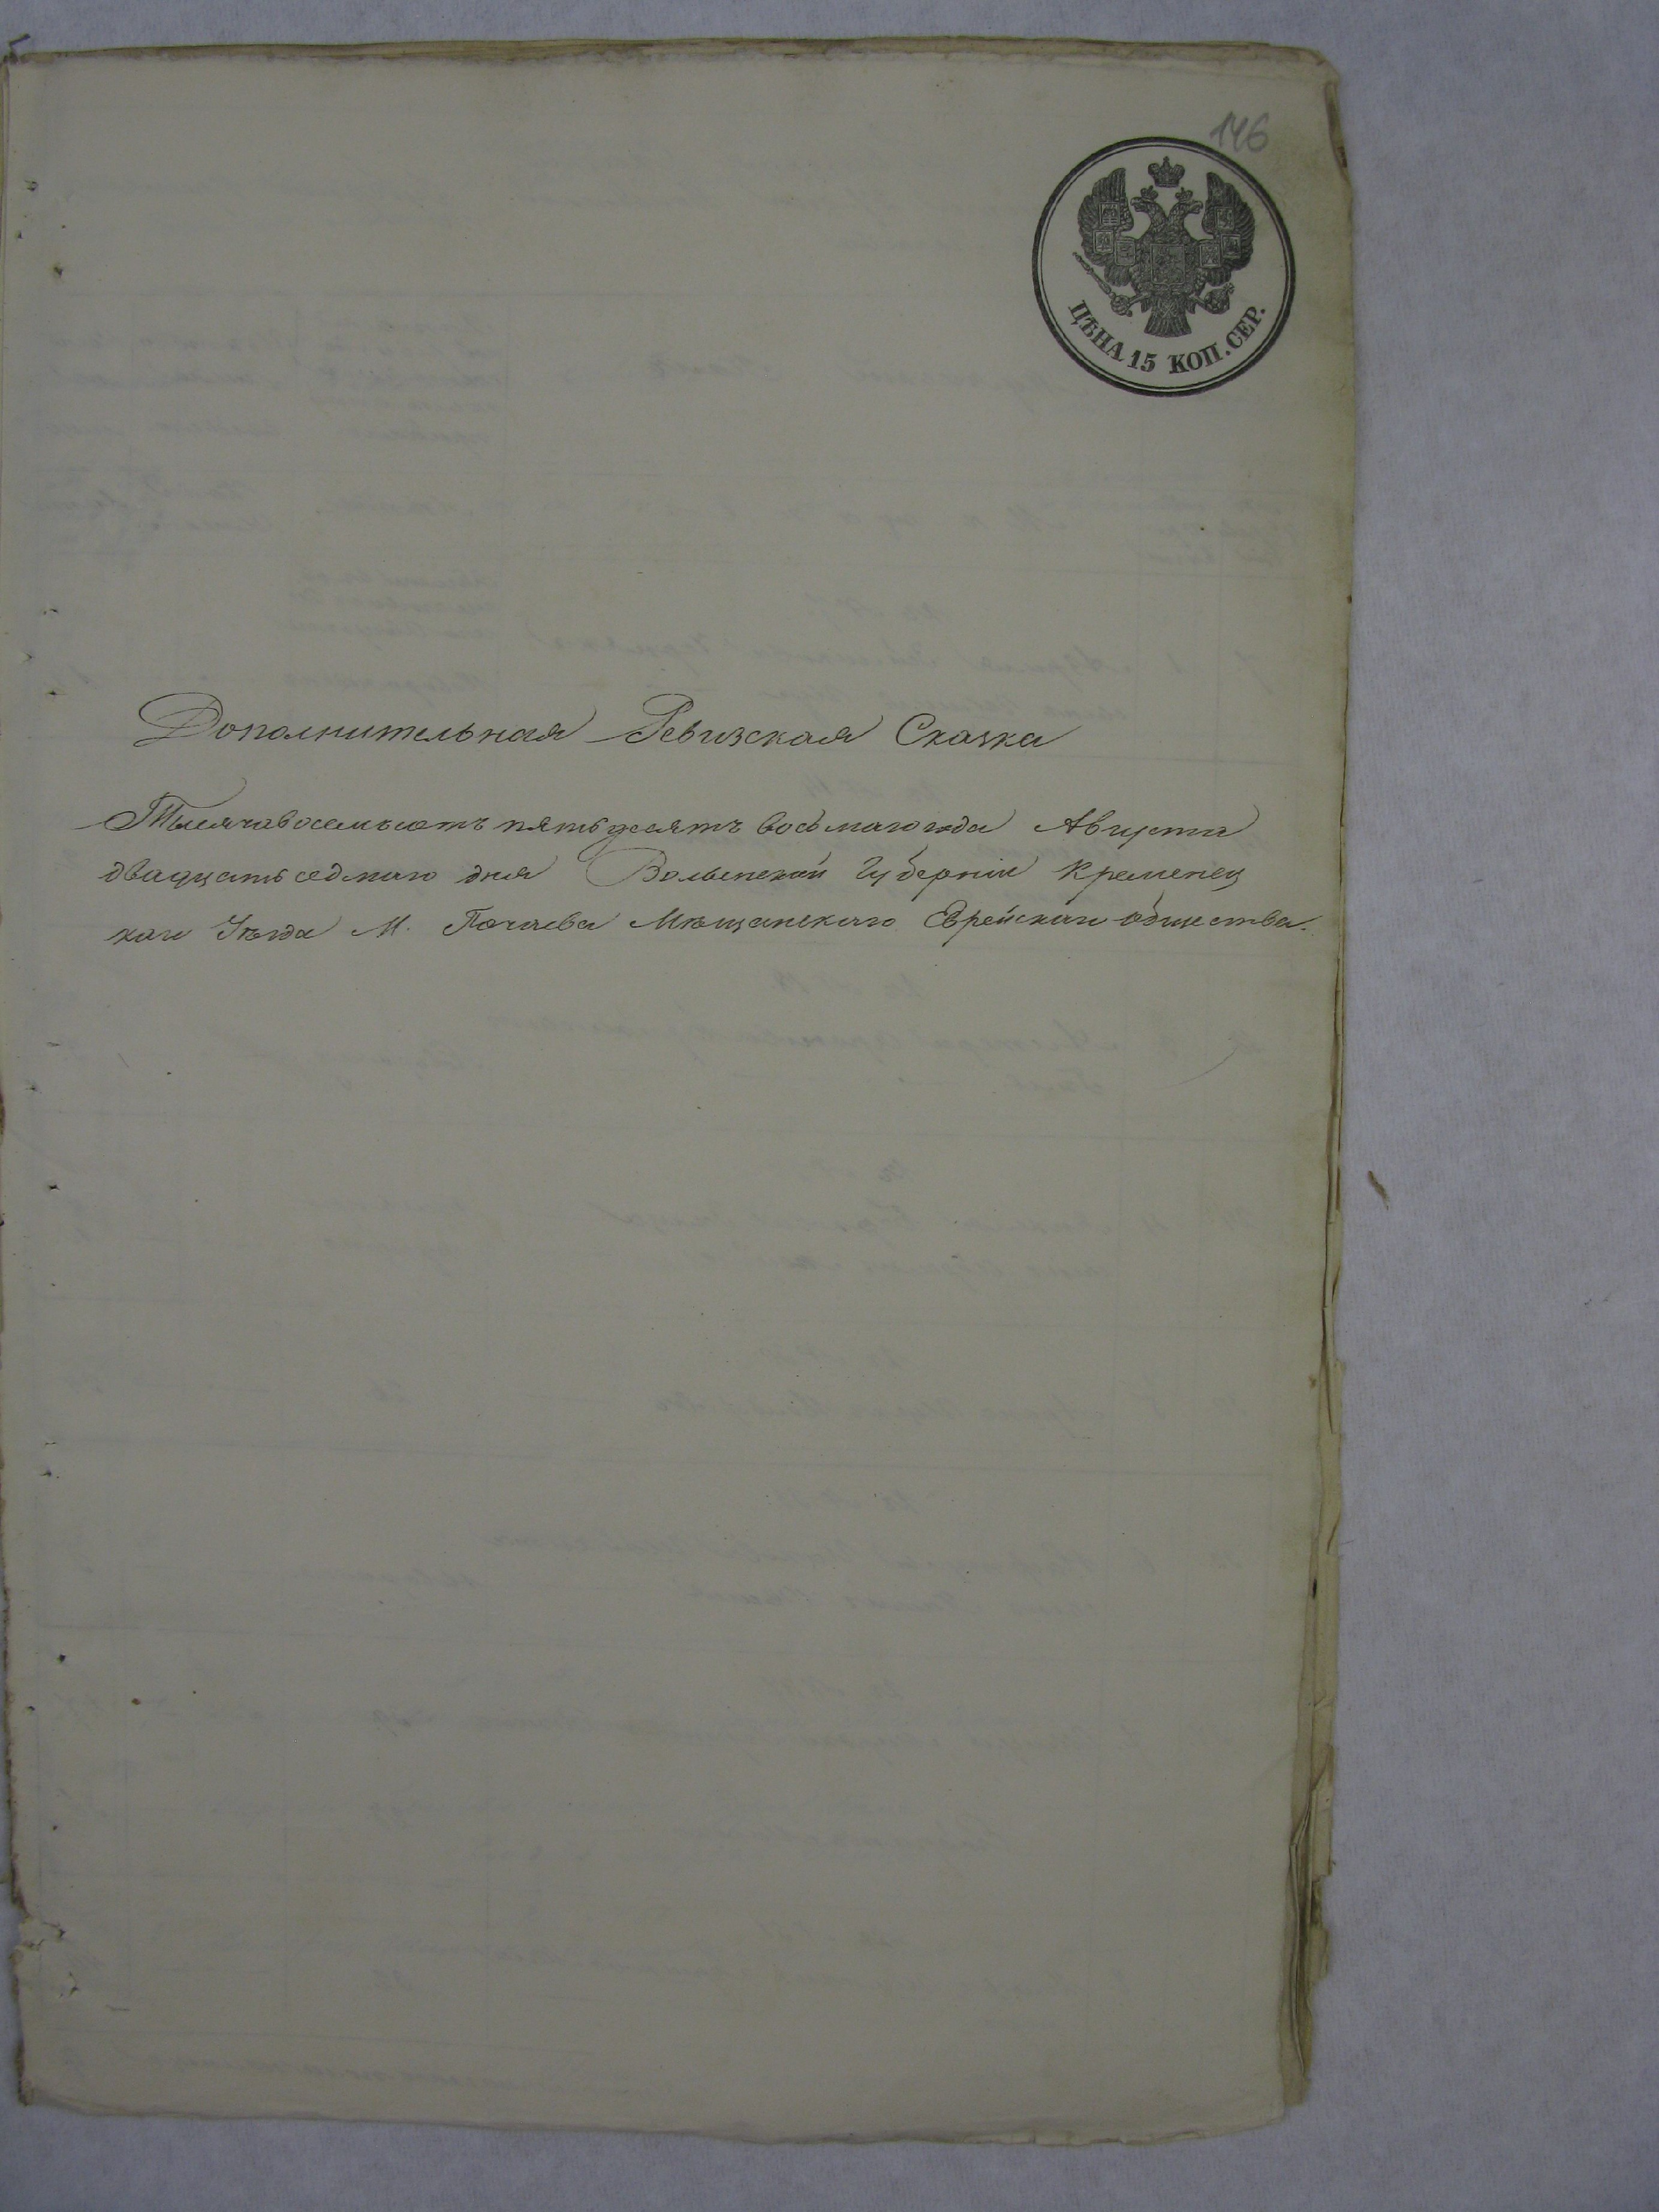 146
ЦѢНА 15 КОП. СЕР.
Дополнительная Ревизская Сказка
Тысяча восемьсотъ пятьдесятъ восьмаго года Августа
двадцать седмаго дня Волынской Губерніи Кременец
каго Уѣзда М. Почаева Мѣщанскаго Еврейскаго общества.